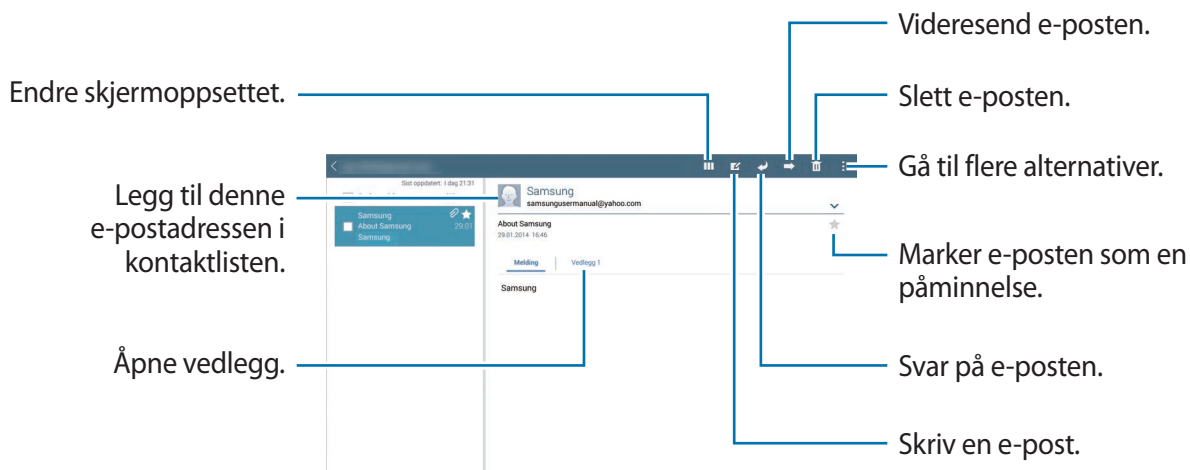 Videresend e-posten.
Endre skjermoppsettet.
Slett e-posten.
Gå til flere alternativer.
Legg til denne
e-postadressen i
kontaktlisten.
Sist oppdatert: I dag 21:31
Samsung
About Samsung 29.01
Samsung
Samsung
samsungusermanual@yahoo.com
About Samsung
29.01.2014 16:46
Melding Vedlegg 1
Samsung
Marker e-posten som en
påminnelse.
Åpne vedlegg.
Svar på e-posten.
Skriv en e-post.